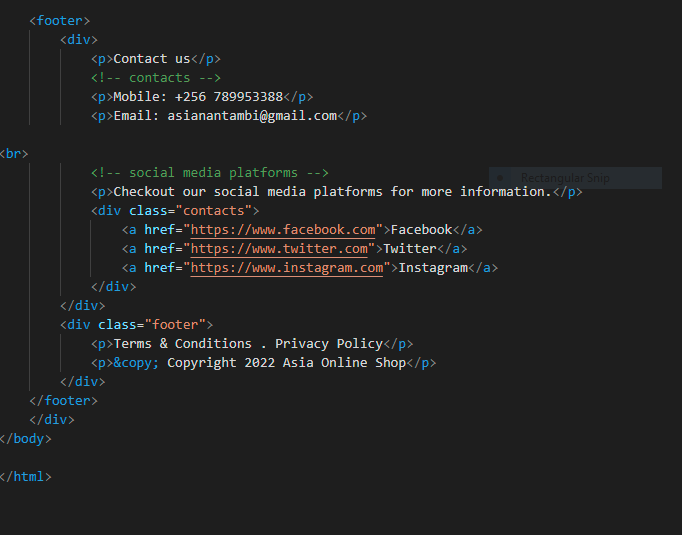 <footer>
<div>
<p>Contact us</p>
<!-- contacts -->
<p>Mobile: +256 789953388</p>
<p>Email: asianantambi@gmail.com</p>
<br>
<!-- social media platforms -->
Rectangular Snip
<p>Checkout our social media platforms for more information.</p>
<div class="contacts">
<a href="https://www.facebook.com">Facebook</a>
<a href="https://www.twitter.com">Twitter</a>
<a href="https://www.instagram.com">Instagram</a>
</div>
</div>
<div class="footer">
<p>Terms & Conditions . Privacy Policy</p>
<p>&copy; Copyright 2022 Asia Online Shop</p>
</div>
</footer>
</div>
</body>
</html>